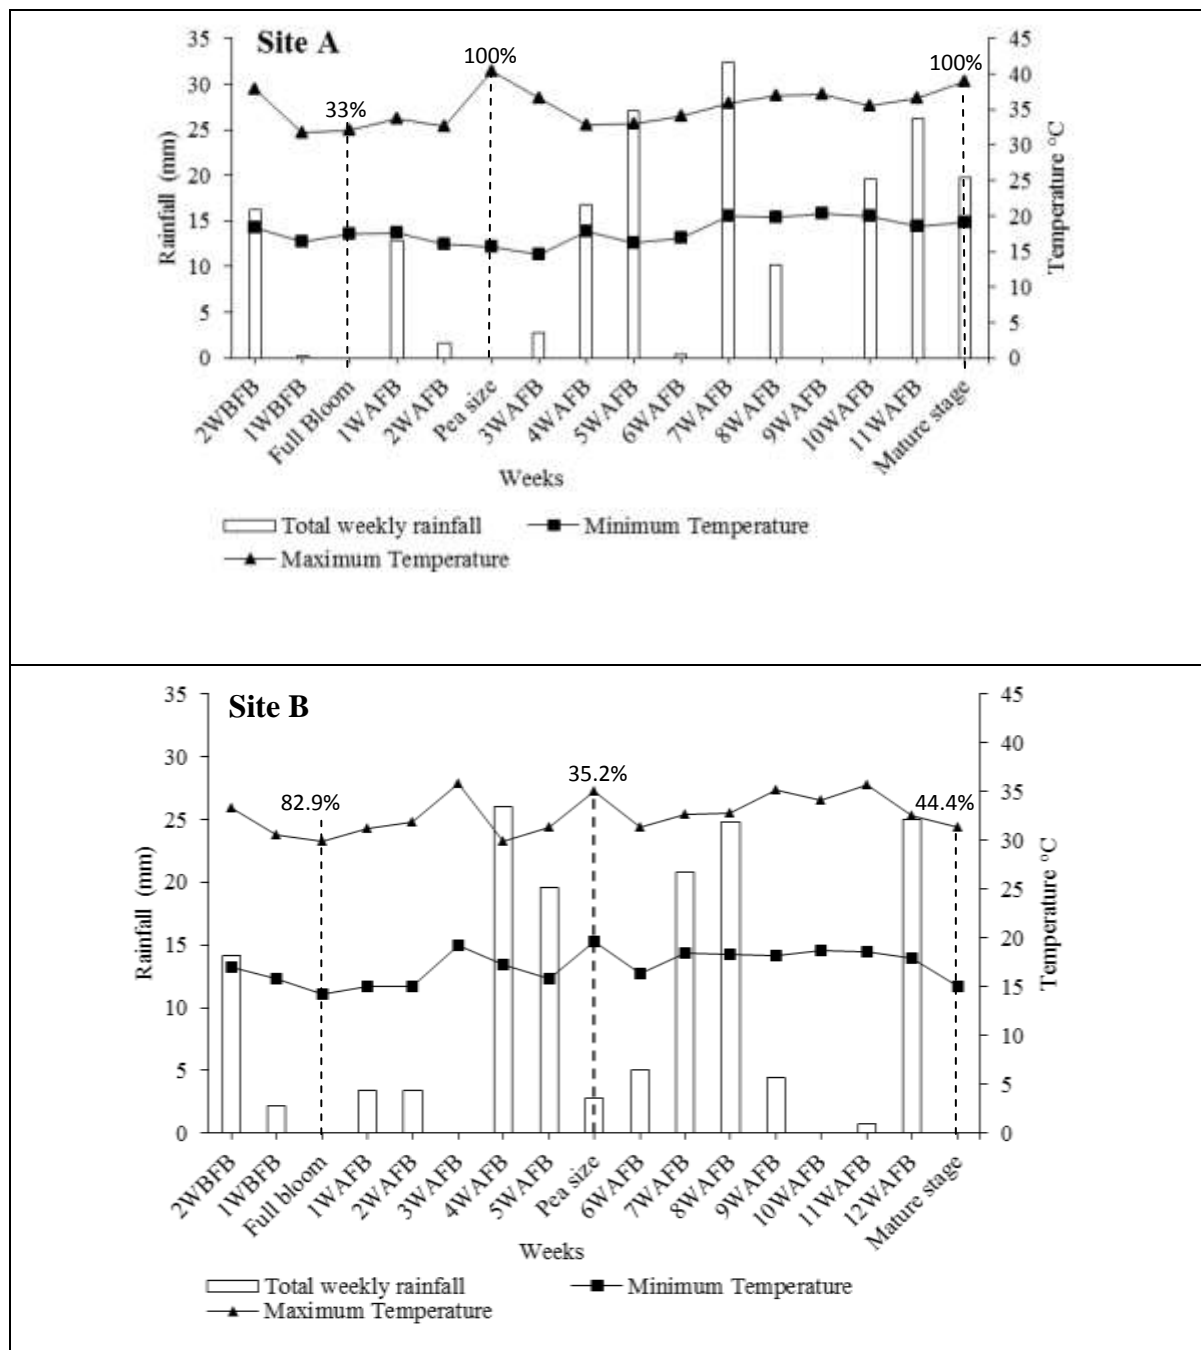 Site A
35
30
25
20
15
10
5
0
Rainfall (mm)
33%
100%
100%
45
40
35
30
25
20
15
10
5
0
Temperature °C
2WBFB
1WBFB
Full Bloom
1WAFB
2WAFB
Pea size
3WAFB
4WAFB
5WAFB
6WAFB
7WAFB
8WAFB
9WAFB
10WAFB
11WAFB
Mature stage
Weeks
Total weekly rainfall
Minimum Temperature
Maximum Temperature
Site B
35
30
25
20
15
10
5
0
Rainfall (mm)
82.9%
35.2%
44.4%
45
40
35
30
25
20
15
10
5
0
Temperature °C
2WBFB
1WBFB
Full bloom
1WAFB
2WAFB
3WAFB
4WAFB
5WAFB
Pea size
6WAFB
7WAFB
8WAFB
9WAFB
10WAFB
11WAFB
12WAFB
Mature stage
Weeks
Total weekly rainfall
Minimum Temperature
Maximum Temperature